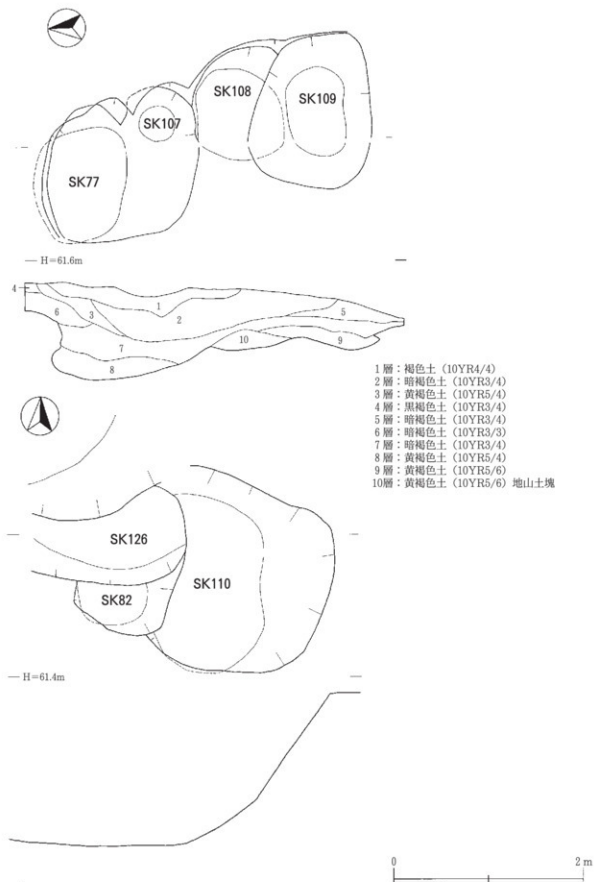 SK108
SK109
SK107
SK77
H=61.6m
4
1
5
6
3
2
10
9
7
8
1層：褐色土（10YR4/4）
2層：暗褐色土（10YR3/4）
3層：黄褐色土（10YR5/4）
4層：黒褐色土（10YR3/4）
5層：暗褐色土（10YR3/4）
6層：暗褐色土（10YR3/3）
7層：暗褐色土（10YR3/4）
8層：黄褐色土（10YR5/4）
9層：黄褐色土（10YR5/6）
10層：黄褐色土（10YR5/6）地山土塊
SK126
SK110
SK82
H=61.4m
0 2m